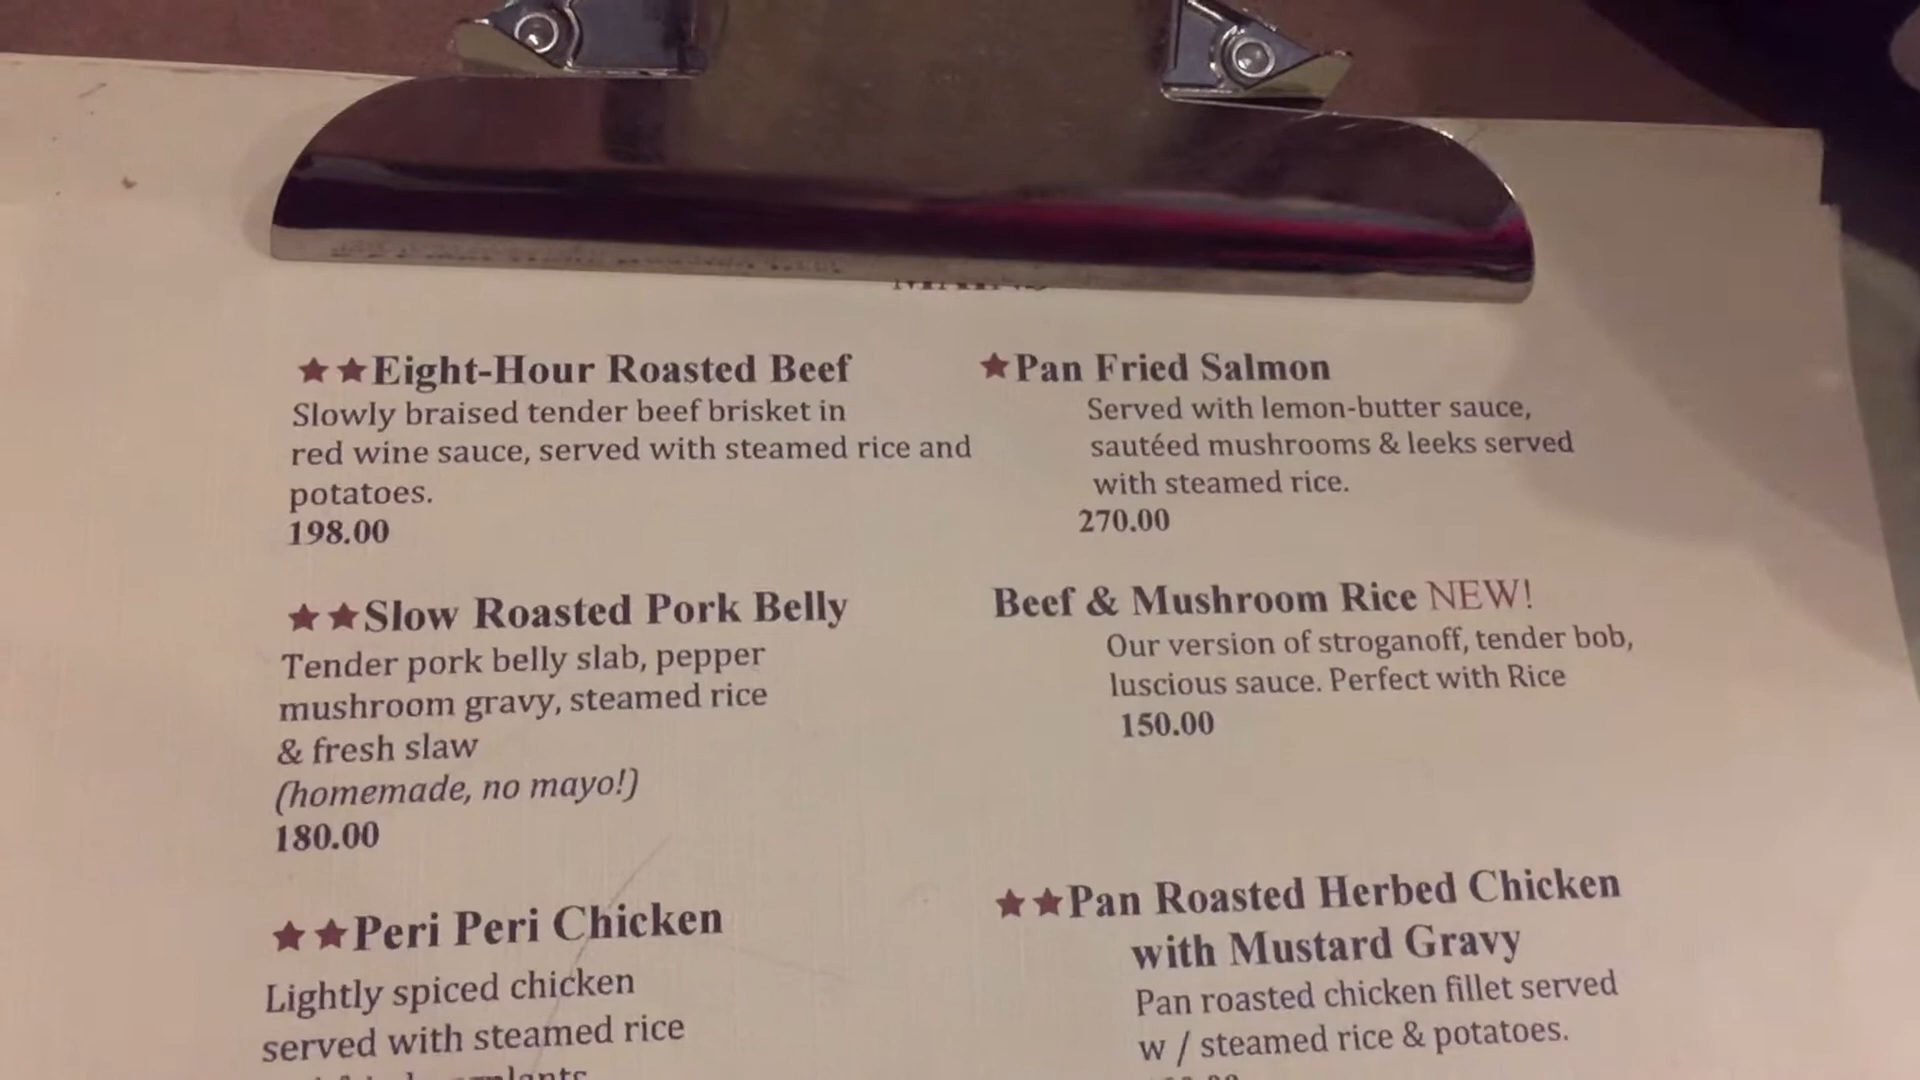 MAINS
★★Eight-Hour Roasted Beef
Slowly braised tender beef brisket in
red wine sauce, served with steamed rice and
potatoes.
198.00
★★Slow Roasted Pork Belly
Tender pork belly slab, pepper
mushroom gravy, steamed rice
& fresh slaw
(homemade, no mayo!)
180.00
★★Peri Peri Chicken
Lightly spiced chicken
served with steamed rice
★Pan Fried Salmon
Served with lemon-butter sauce,
sautéed mushrooms & leeks served
with steamed rice.
270.00
Beef & Mushroom Rice NEW!
Our version of stroganoff, tender bob,
luscious sauce. Perfect with Rice
150.00
★★Pan Roasted Herbed Chicken
with Mustard Gravy
Pan roasted chicken fillet served
w / steamed rice & potatoes.